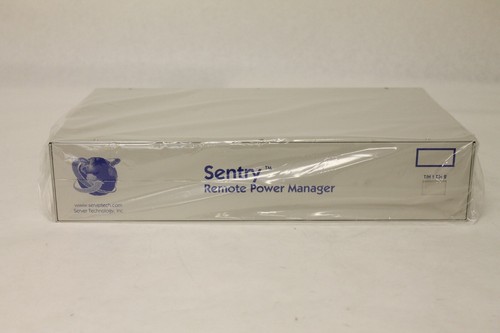 Sentry™
Remote Power Manager
www.servertech.com
Server Technology, Inc.